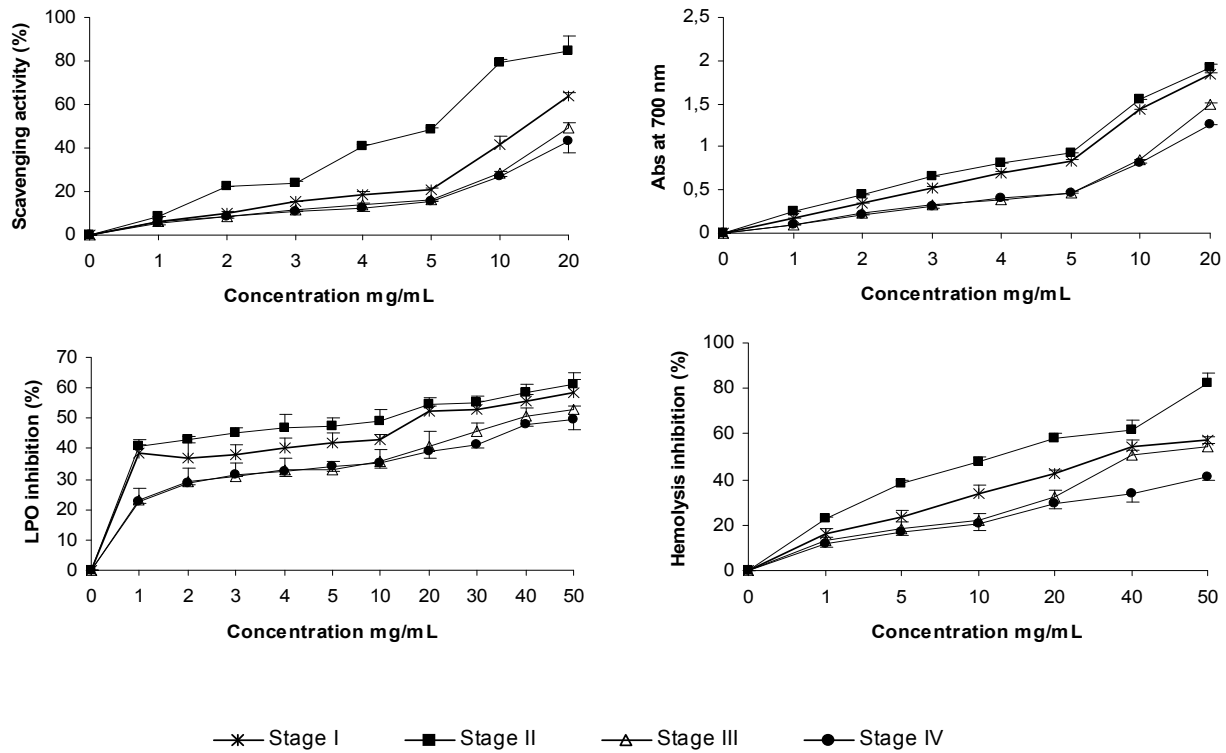 Scavenging activity (%)
100
80
60
40
20
0
0 1 2 3 4 5 10 20
Concentration mg/mL
Abs at 700 nm
2,5
2
1,5
1
0,5
0
0 1 2 3 4 5 10 20
Concentration mg/mL
LPO inhibition (%)
70
60
50
40
30
20
10
0
0 1 2 3 4 5 10 20 30 40 50
Concentration mg/mL
Hemolysis inhibition (%)
100
80
60
40
20
0
0 1 5 10 20 40 50
Concentration mg/mL
Stage I Stage II Stage III Stage IV